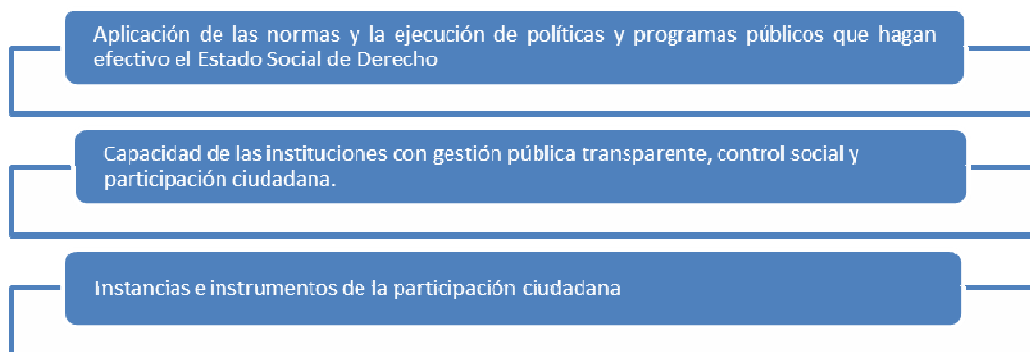 Aplicación de las normas y la ejecución de políticas y programas públicos que hagan
efectivo el Estado Social de Derecho
Capacidad de las instituciones con gestión pública transparente, control social y
participación ciudadana.
Instancias e instrumentos de la participación ciudadana